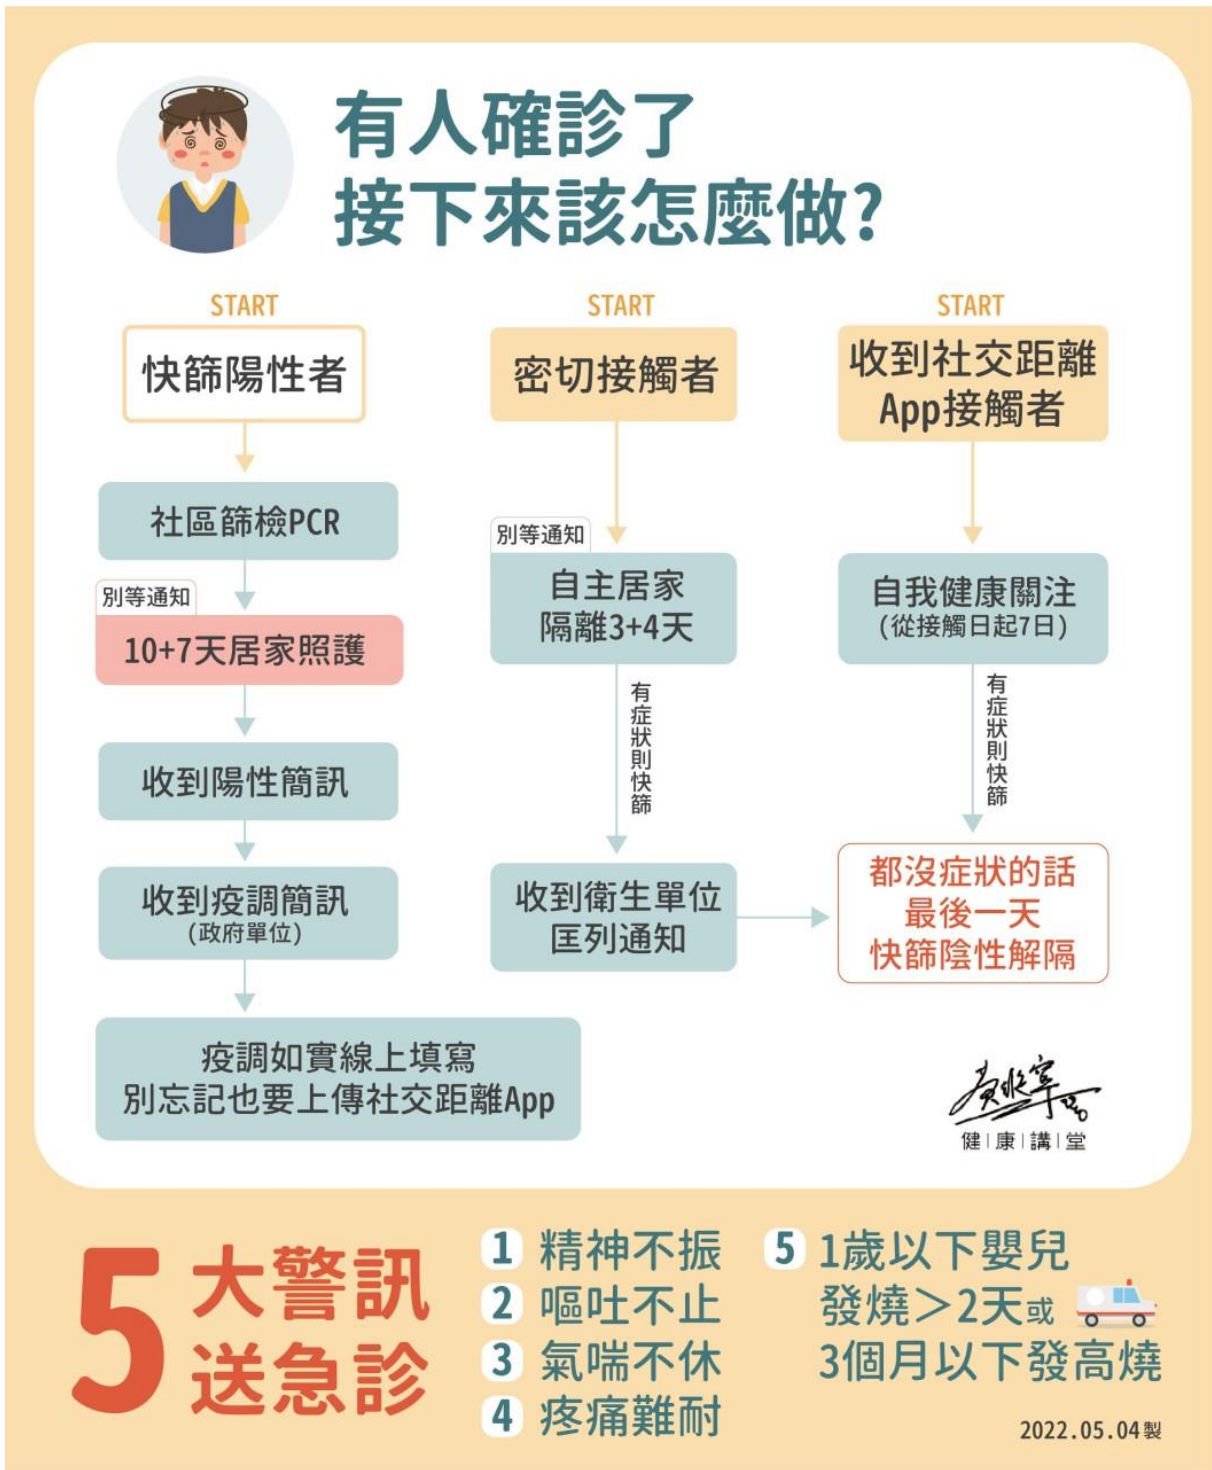 有人確診了
接下來該怎麼做?
START
快篩陽性者
社區篩檢PCR
別等通知
10+7天居家照護
收到陽性簡訊
收到疫調簡訊
(政府單位)
疫調如實線上填寫
別忘記也要上傳社交距離App
START
密切接觸者
別等通知
自主居家
隔離3+4天
有症狀則快篩
收到衛生單位
匡列通知
START
收到社交距離
App接觸者
自我健康關注
(從接觸日起7日)
有症狀則快篩
都沒症狀的話
最後一天
快篩陰性解隔
健|康|講|堂
5大警訊
送急診
1 精神不振
2 嘔吐不止
3 氣喘不休
4 疼痛難耐
5 1歲以下嬰兒
發燒＞2天或
3個月以下發高燒
2022.05.04製